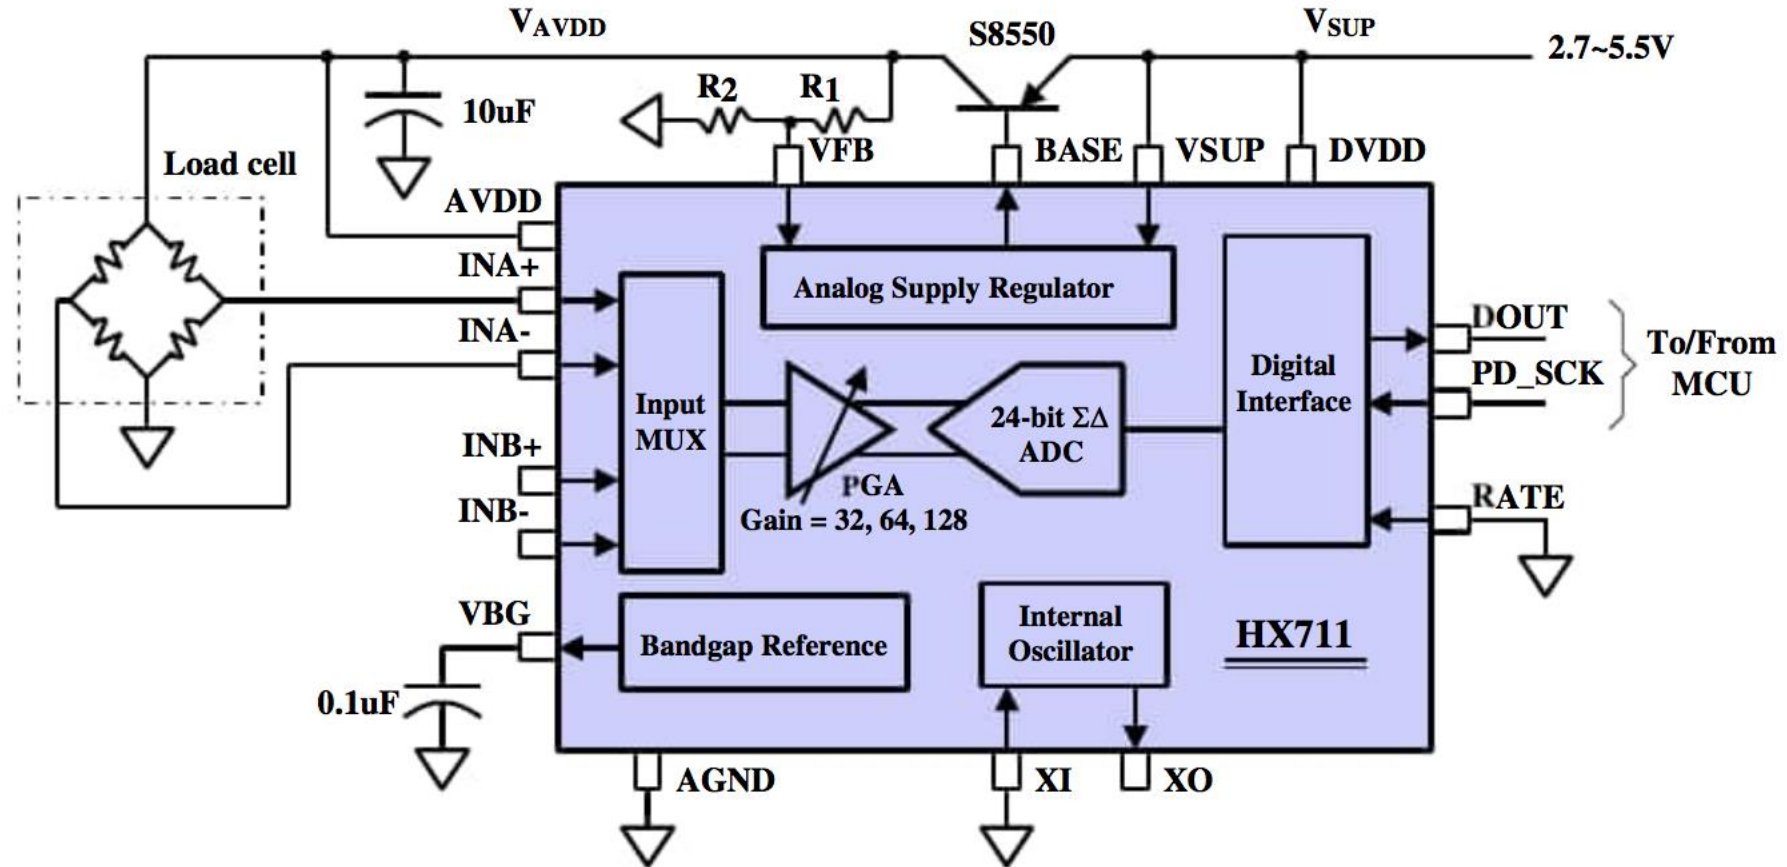 V_AVDD
S8550
V_SUP
2.7~5.5V
R2
R1
10uF
VFB
BASE
VSUP
DVDD
Load cell
AVDD
INA+
Analog Supply Regulator
INA-
DOUT
To/From
MCU
PD_SCK
Digital
Interface
Input
MUX
24-bit ΣΔ
ADC
INB+
PGA
Gain = 32, 64, 128
RATE
INB-
VBG
Bandgap Reference
Internal
Oscillator
HX711
0.1uF
AGND
XI
XO